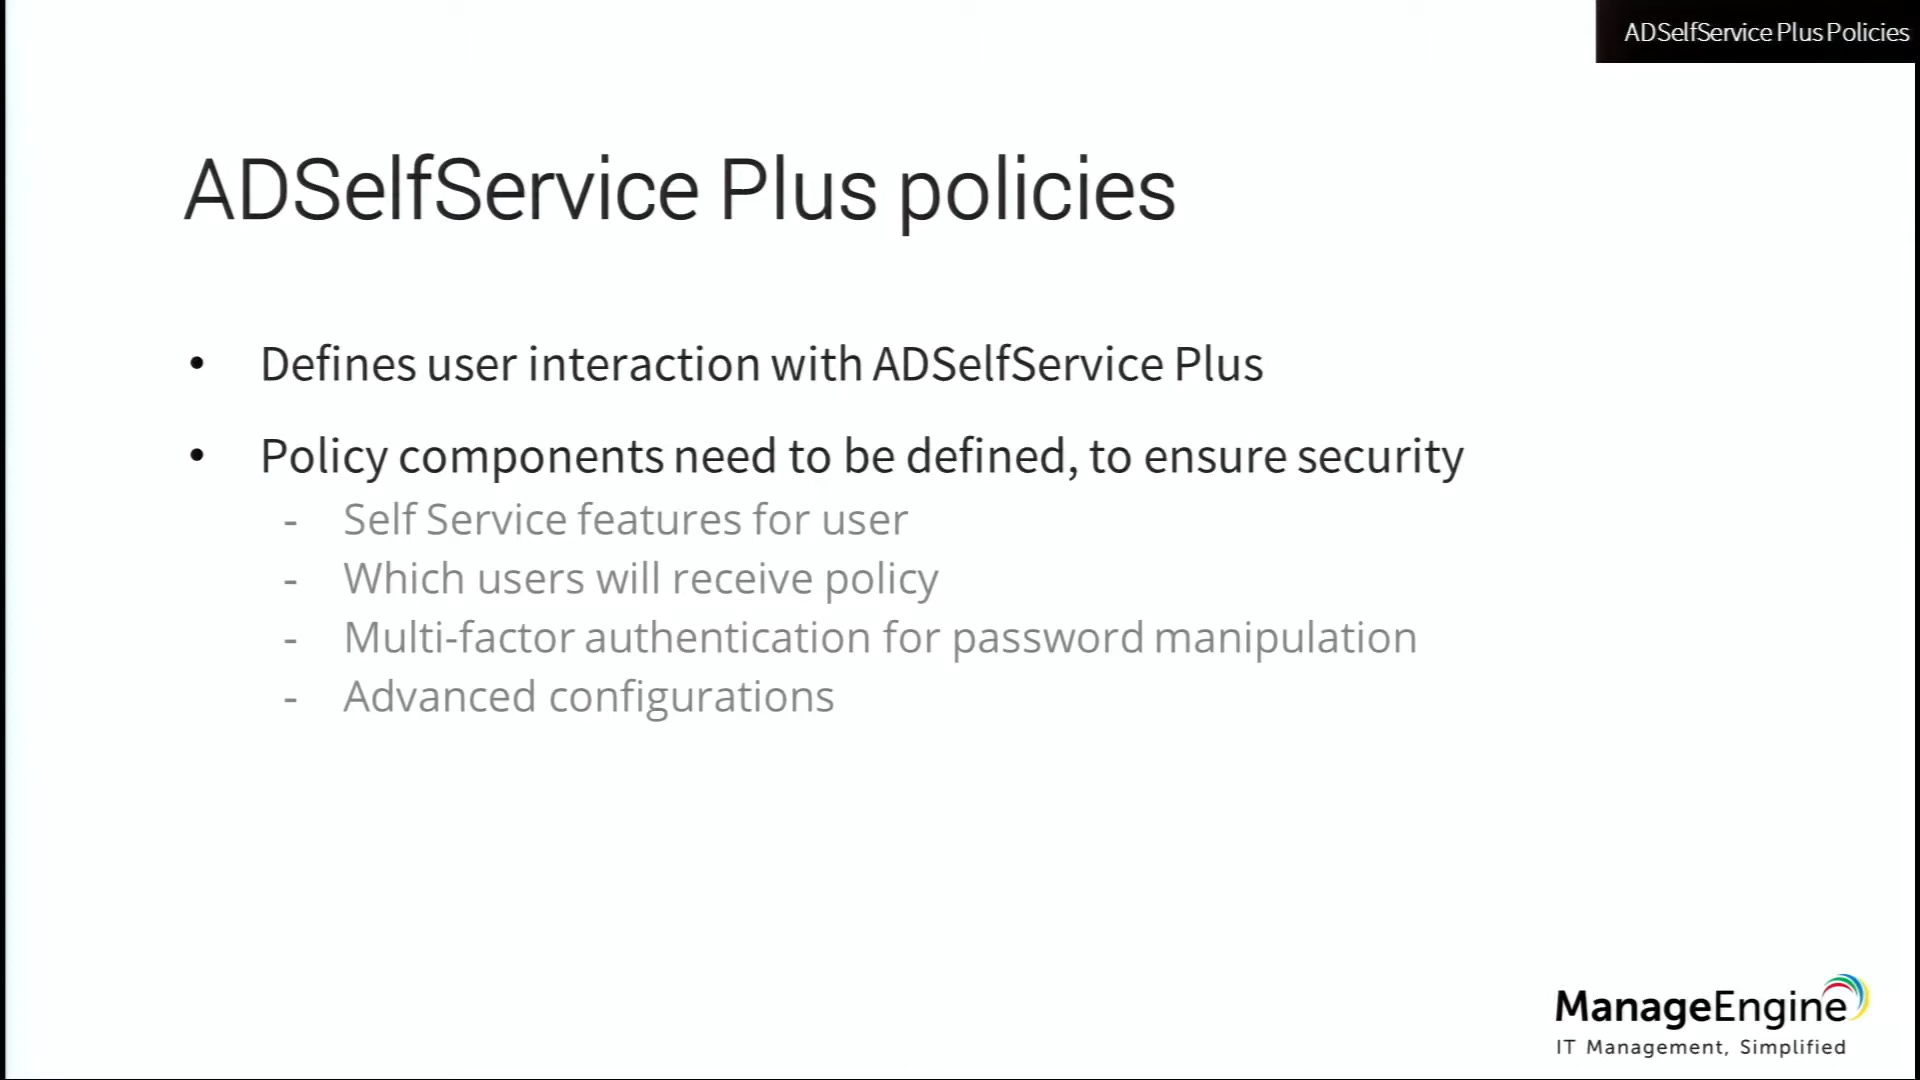 ADSelfService Plus Policies
ADSelfService Plus policies
• Defines user interaction with ADSelfService Plus
• Policy components need to be defined, to ensure security
- Self Service features for user
- Which users will receive policy
- Multi-factor authentication for password manipulation
- Advanced configurations
ManageEngine
IT Management, Simplified